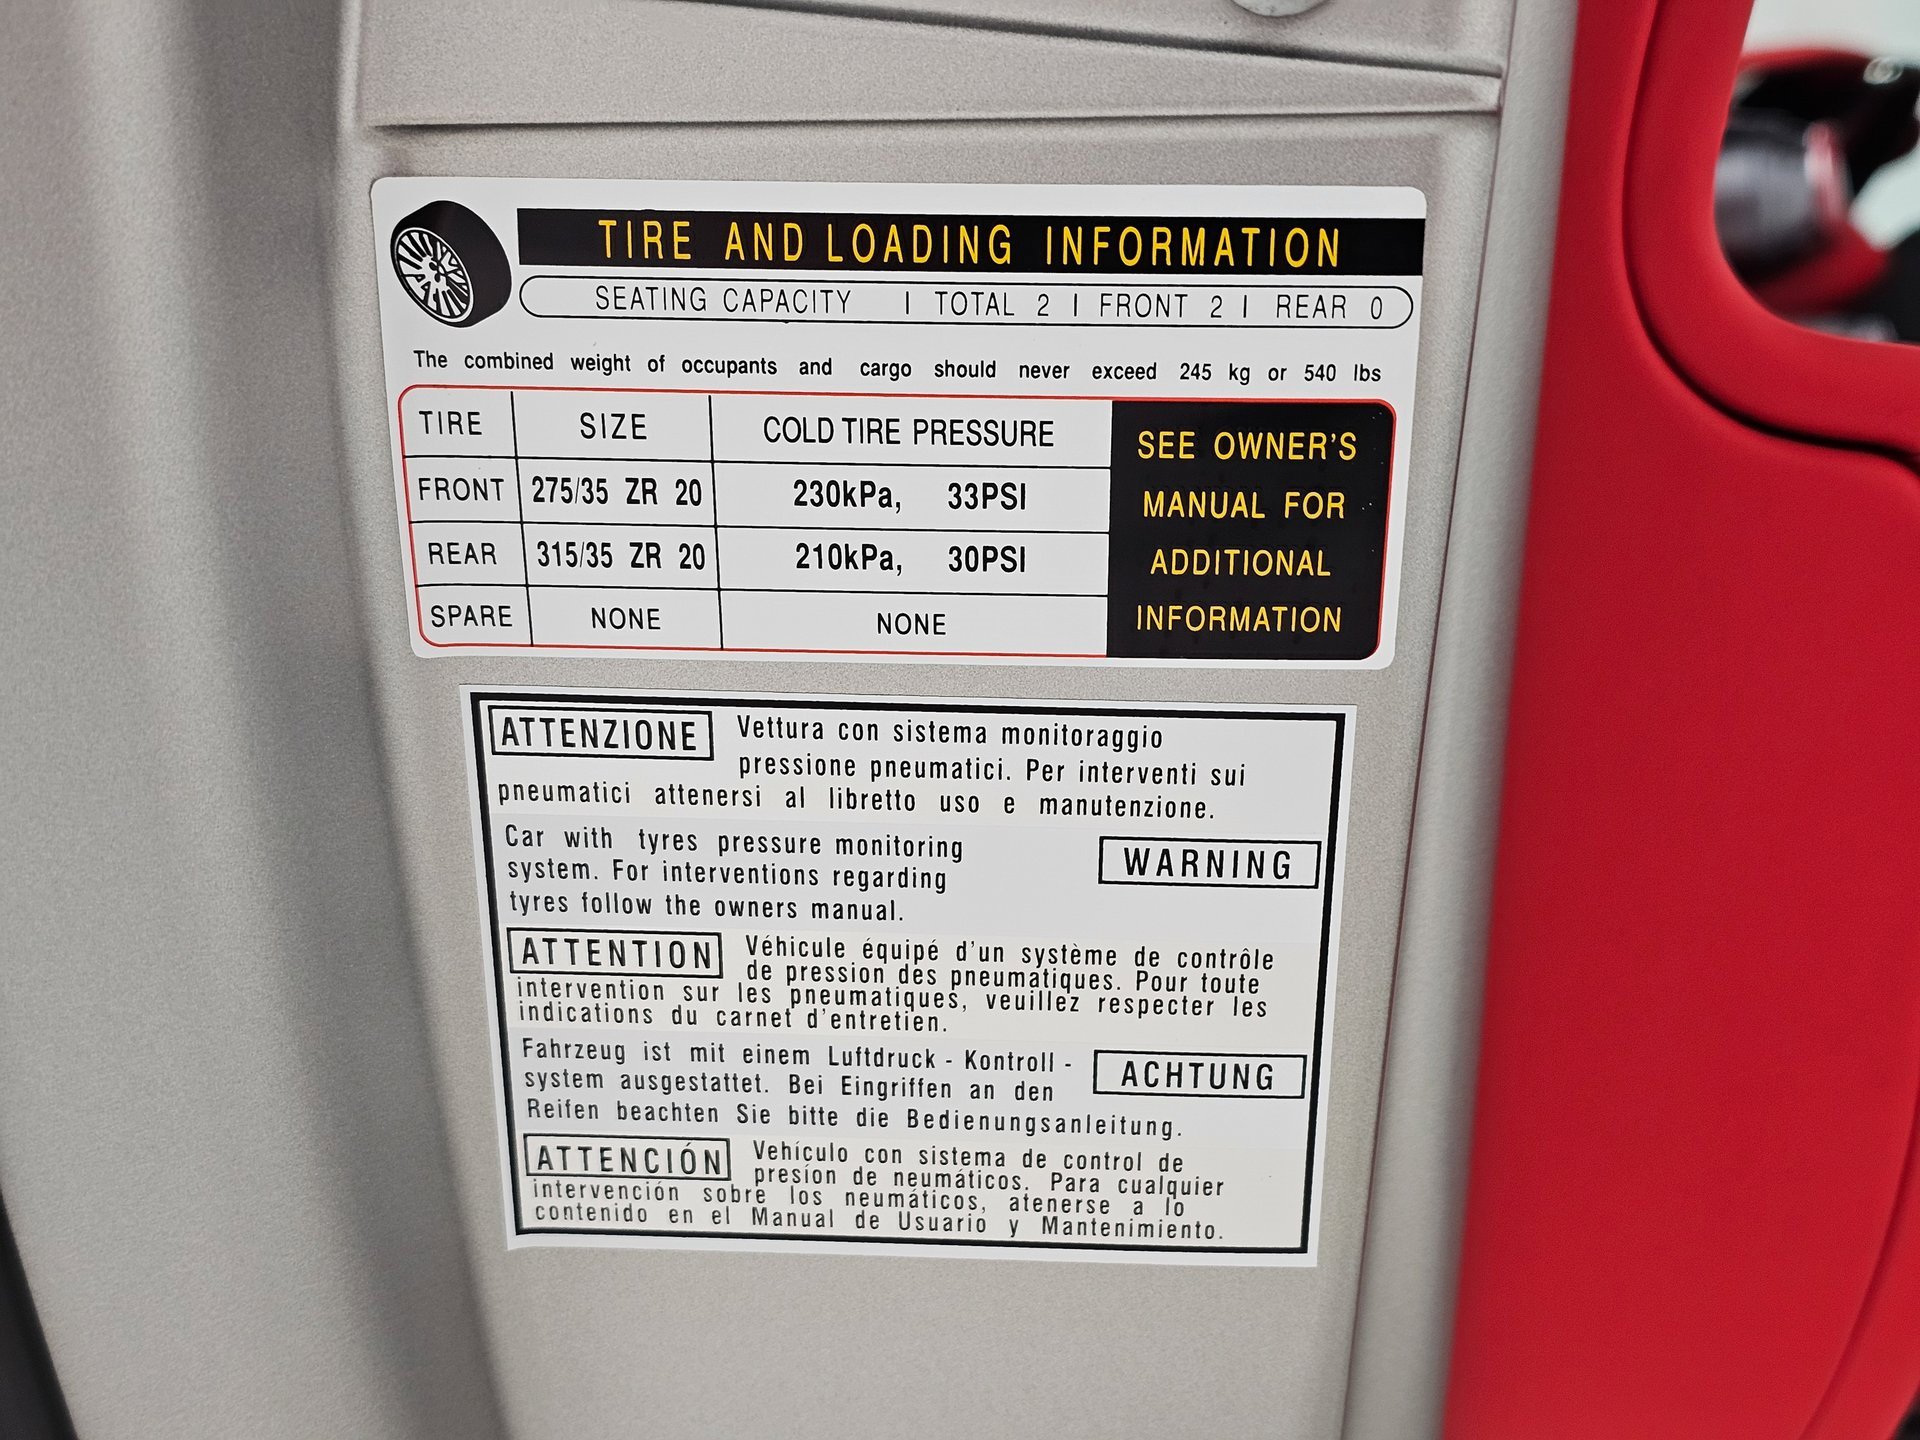 TIRE AND LOADING INFORMATION
SEATING CAPACITY | TOTAL 2 | FRONT 2 | REAR 0
The combined weight of occupants and cargo should never exceed 245 kg or 540 lbs
TIRE SIZE COLD TIRE PRESSURE
FRONT 275/35 ZR 20 230kPa, 33PSI
REAR 315/35 ZR 20 210kPa, 30PSI
SPARE NONE NONE
SEE OWNER'S
MANUAL FOR
ADDITIONAL
INFORMATION
ATTENZIONE Vettura con sistema monitoraggio
pressione pneumatici. Per interventi sui
pneumatici attenersi al libretto uso e manutenzione.
Car with tyres pressure monitoring
system. For interventions regarding
tyres follow the owners manual.
WARNING
ATTENTION Véhicule équipé d'un système de contrôle
de pression des pneumatiques. Pour toute
intervention sur les pneumatiques, veuillez respecter les
indications du carnet d'entretien.
Fahrzeug ist mit einem Luftdruck - Kontroll -
system ausgestattet. Bei Eingriffen an den
Reifen beachten Sie bitte die Bedienungsanleitung.
ACHTUNG
ATTENCIÓN Vehículo con sistema de control de
presíon de neumáticos. Para cualquier
intervención sobre los neumáticos, atenerse a lo
contenido en el Manual de Usuario y Mantenimiento.